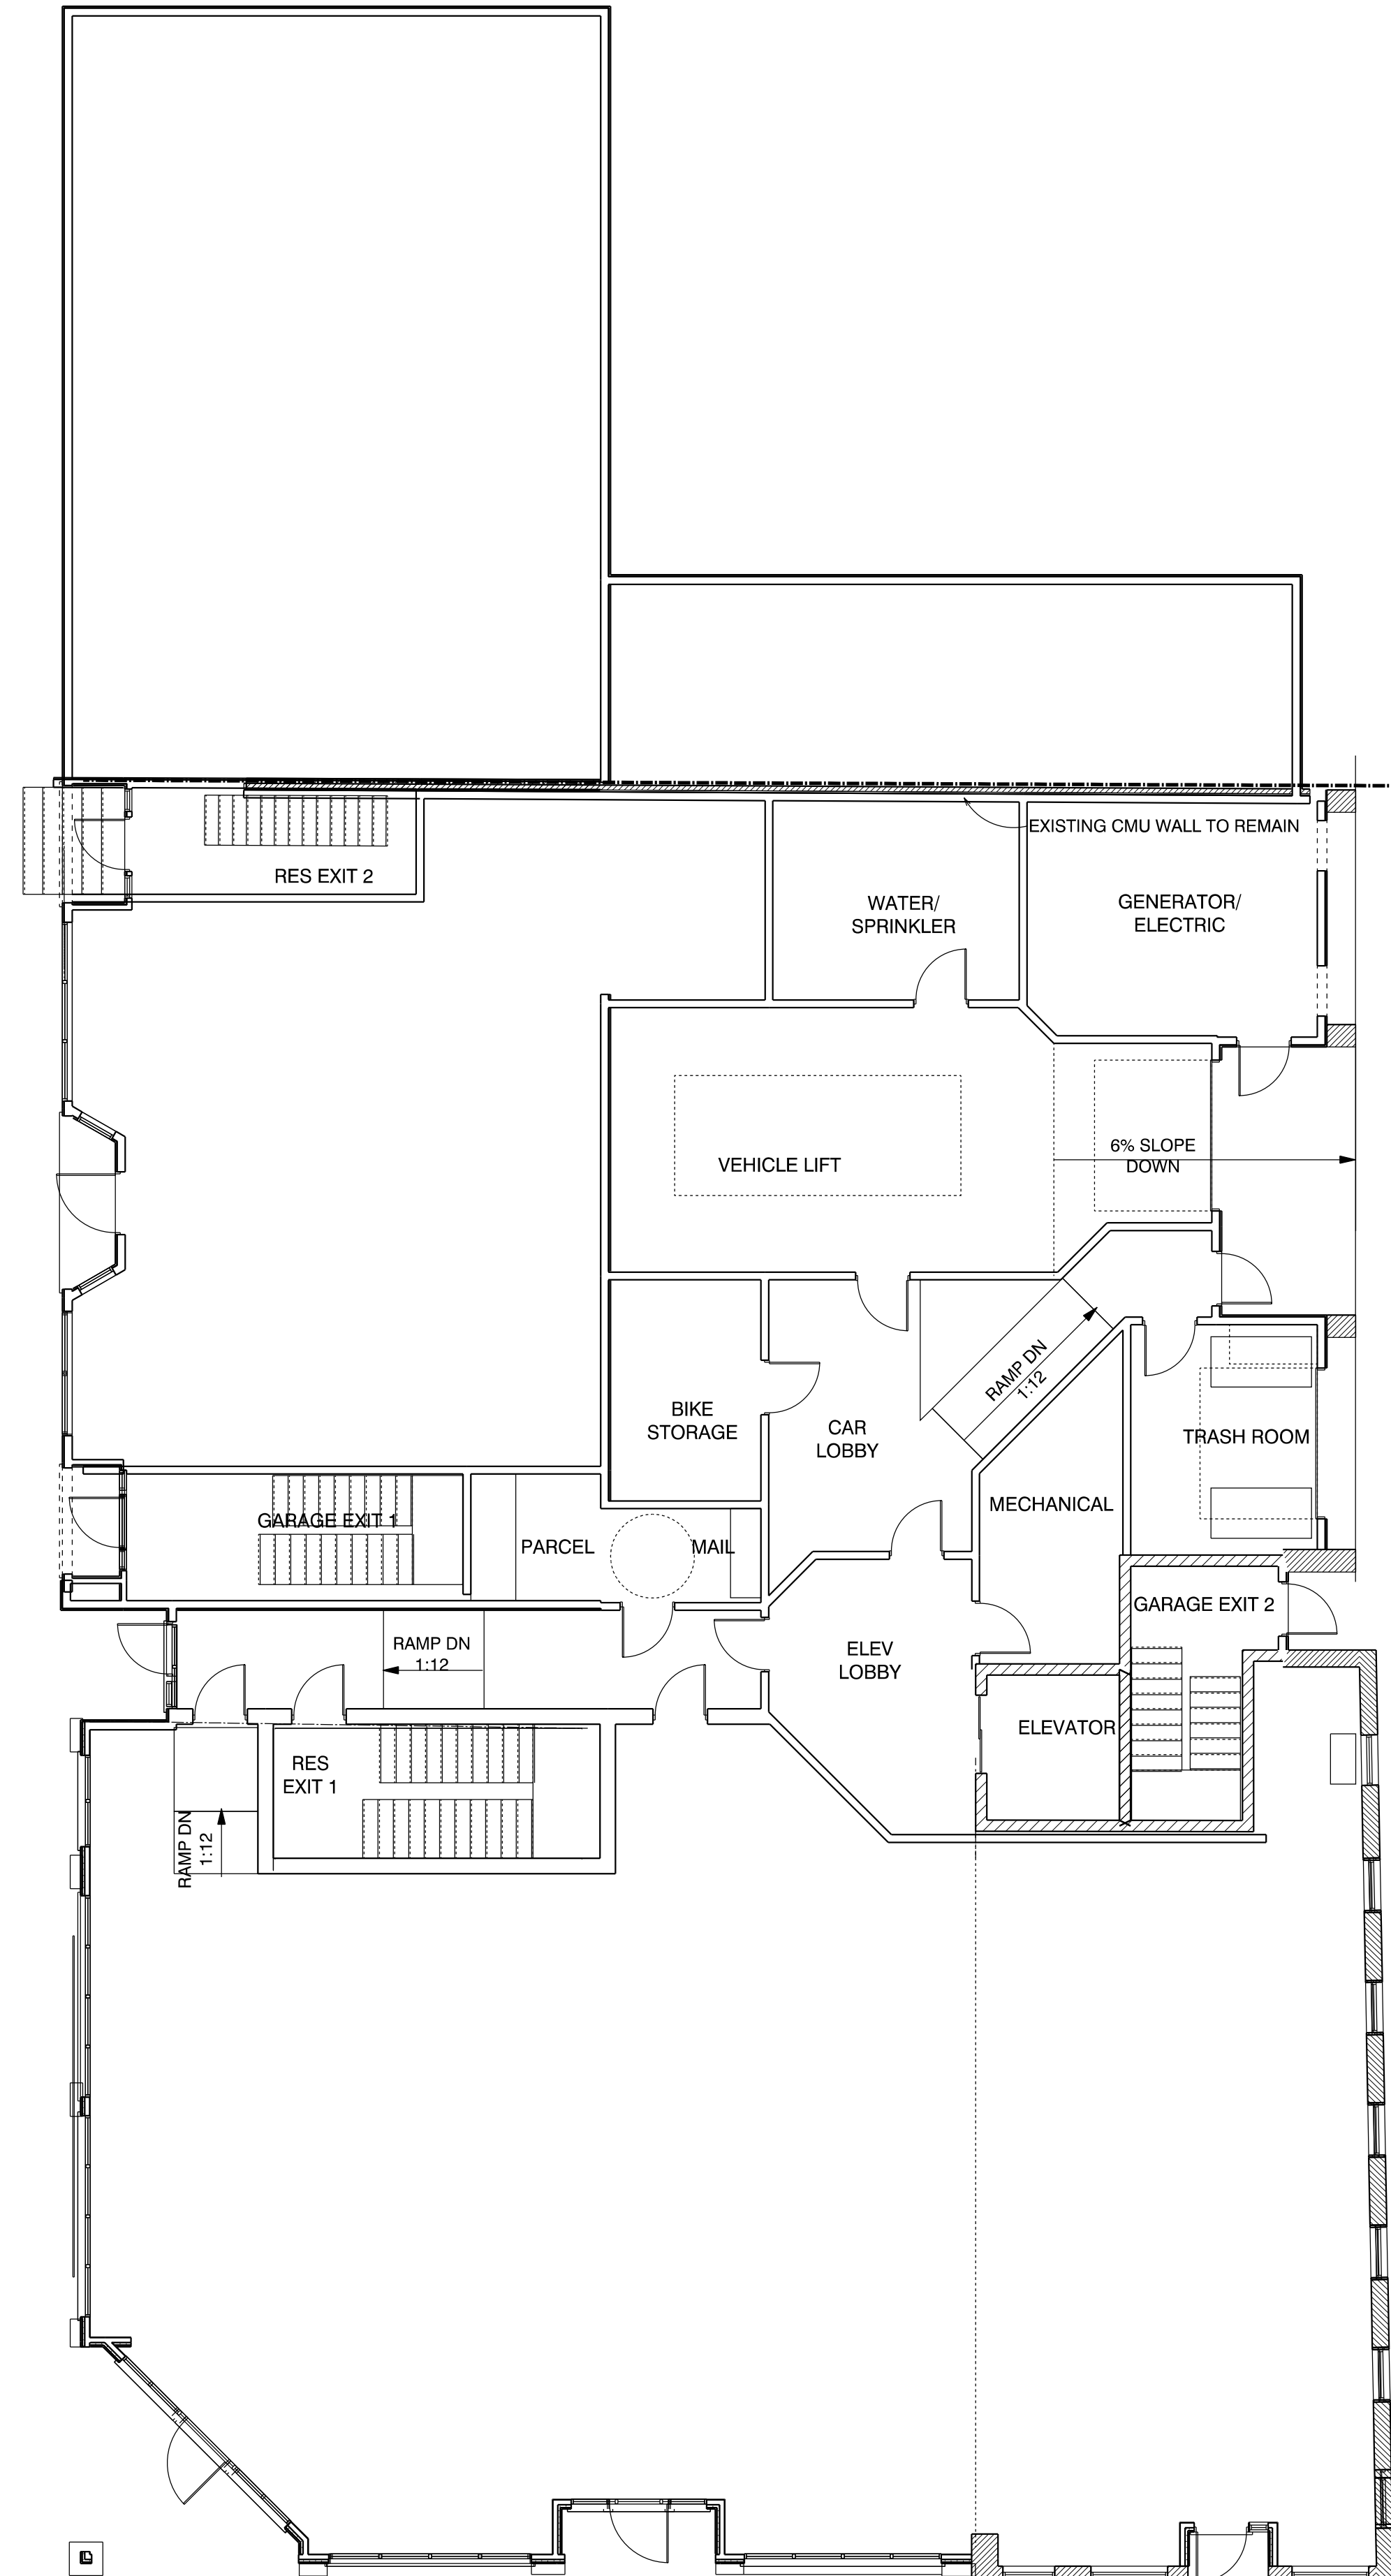 EXISTING CMU WALL TO REMAIN
RES EXIT 2
WATER/
SPRINKLER
GENERATOR/
ELECTRIC
VEHICLE LIFT
6% SLOPE
DOWN
RAMP DN
1:12
BIKE
STORAGE
CAR
LOBBY
TRASH ROOM
MECHANICAL
GARAGE EXIT 1
PARCEL
MAIL
GARAGE EXIT 2
RAMP DN
1:12
ELEV
LOBBY
ELEVATOR
RES
EXIT 1
RAMP DN
1:12